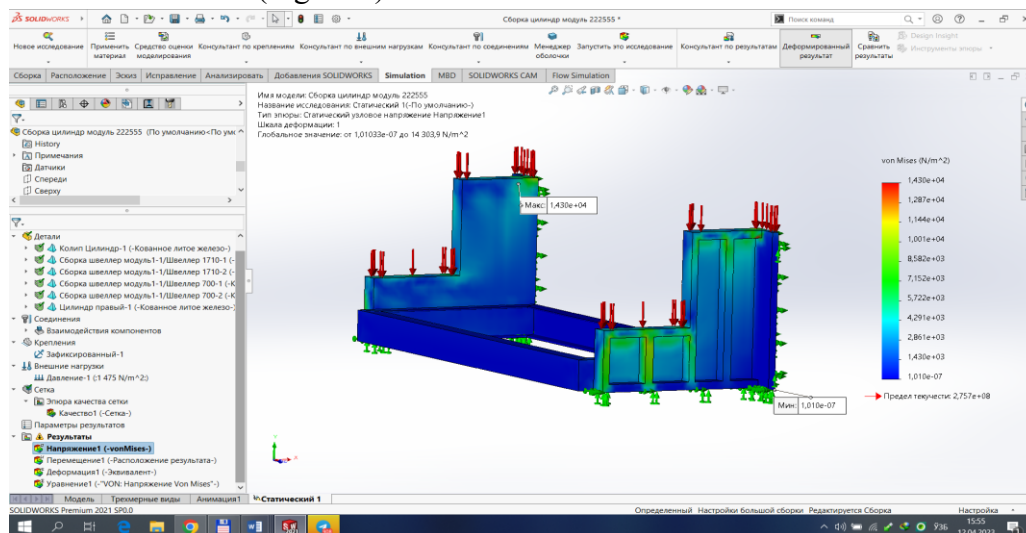 SOLIDWORKS
Сборка цилиндр модуль 222555 *
Поиск команд
Новое исследование
Применить материал
Средство оценки моделирования
Консультант по креплениям
Консультант по внешним нагрузкам
Консультант по соединениям
Менеджер оболочки
Запустить это исследование
Консультант по результатам
Деформированный результат
Сравнить результаты
Design Insight
Инструменты эпюры
Сборка Расположение Эскиз Исправление Анализировать Добавления SOLIDWORKS Simulation MBD SOLIDWORKS CAM Flow Simulation
Сборка цилиндр модуль 222555 (По умолчанию<По умс
History
Примечания
Датчики
Спереди
Сверху
Детали
Колип Цилиндр-1 (-Кованное литое железо-)
Сборка швеллер модуль1-1/Швеллер 1710-1 (-
Сборка швеллер модуль1-1/Швеллер 1710-2 (-
Сборка швеллер модуль1-1/Швеллер 700-1 (-К
Сборка швеллер модуль1-1/Швеллер 700-2 (-К
Цилиндр правый-1 (-Кованное литое железо-)
Соединения
Взаимодействия компонентов
Крепления
Зафиксированный-1
Внешние нагрузки
Давление-1 (:1 475 N/m^2:)
Сетка
Эпюра качества сетки
Качество1 (-Сетка-)
Параметры результатов
Результаты
Напряжение1 (-vonMises-)
Перемещение1 (-Расположение результата-)
Деформация1 (-Эквивалент-)
Уравнение1 (-"VON: Напряжение Von Mises"-)
Имя модели: Сборка цилиндр модуль 222555
Название исследования: Статический 1(-По умолчанию-)
Тип эпюры: Статический узловое напряжение Напряжение1
Шкала деформации: 1
Глобальное значение: от 1,01033e-07 до 14 303,9 N/m^2
Макс: 1,430e+04
Мин: 1,010e-07
von Mises (N/m^2)
1,430e+04
1,287e+04
1,144e+04
1,001e+04
8,582e+03
7,152e+03
5,722e+03
4,291e+03
2,861e+03
1,430e+03
1,010e-07
Предел текучести: 2,757e+08
Модель Трехмерные виды Анимация1 Статический 1
SOLIDWORKS Premium 2021 SP0.0
Определенный Настройки большой сборки Редактируется Сборка Настройка
УЗБ
15:55
12.04.2022